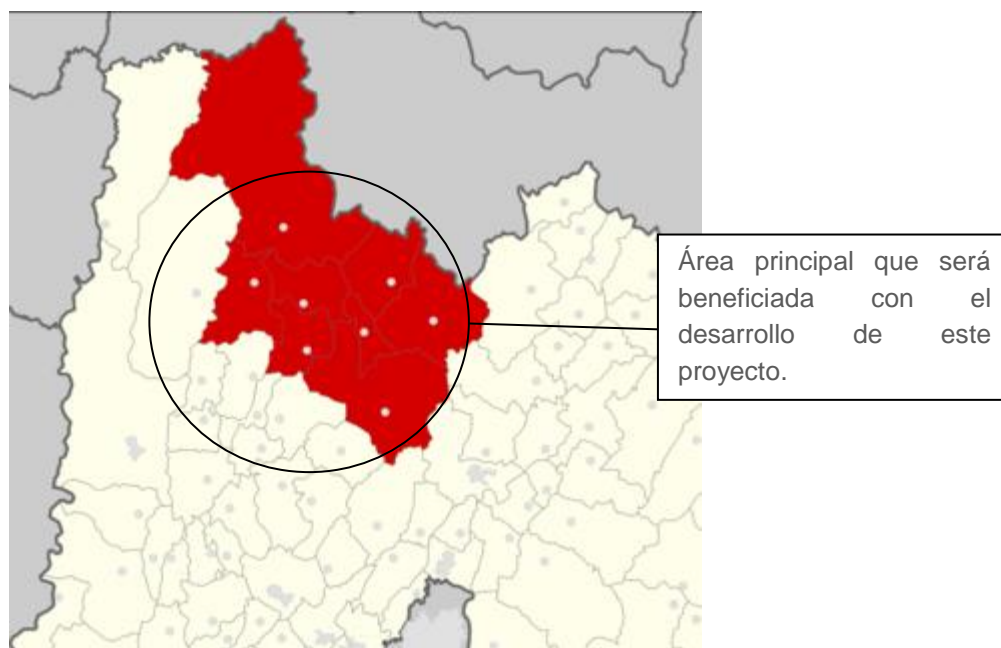 Área principal que será
beneficiada con el
desarrollo de este
proyecto.